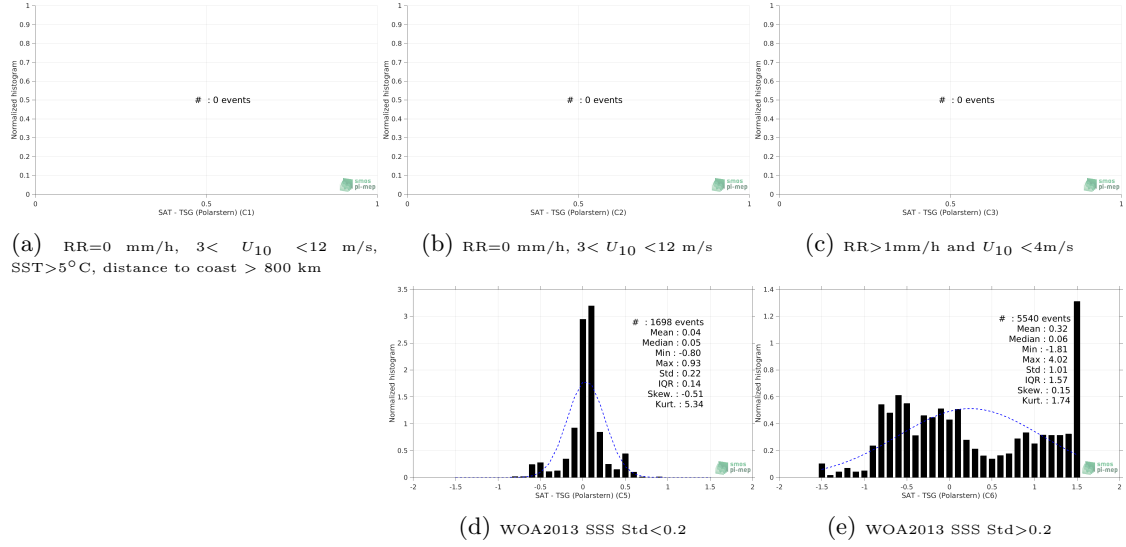 1
0.9
0.8
0.7
0.6
0.5
0.4
0.3
0.2
0.1
0
Normalized histogram
# : 0 events
smos
pi-mep
0 0.5 1
SAT - TSG (Polarstern) (C1)
1
0.9
0.8
0.7
0.6
0.5
0.4
0.3
0.2
0.1
0
Normalized histogram
# : 0 events
smos
pi-mep
0 0.5 1
SAT - TSG (Polarstern) (C2)
1
0.9
0.8
0.7
0.6
0.5
0.4
0.3
0.2
0.1
0
Normalized histogram
# : 0 events
smos
pi-mep
0 0.5 1
SAT - TSG (Polarstern) (C3)
(a) RR=0 mm/h, 3< U10 <12 m/s,
SST>5°C, distance to coast > 800 km
(b) RR=0 mm/h, 3< U10 <12 m/s
(c) RR>1mm/h and U10 <4m/s
3.5
3
2.5
2
1.5
1
0.5
0
Normalized histogram
# : 1698 events
Mean : 0.04
Median : 0.05
Min : -0.80
Max : 0.93
Std : 0.22
IQR : 0.14
Skew. : -0.51
Kurt. : 5.34
smos
pi-mep
-2 -1.5 -1 -0.5 0 0.5 1 1.5 2
SAT - TSG (Polarstern) (C5)
1.4
1.2
1
0.8
0.6
0.4
0.2
0
Normalized histogram
# : 5540 events
Mean : 0.32
Median : 0.06
Min : -1.81
Max : 4.02
Std : 1.01
IQR : 1.57
Skew. : 0.15
Kurt. : 1.74
smos
pi-mep
-2 -1.5 -1 -0.5 0 0.5 1 1.5 2
SAT - TSG (Polarstern) (C6)
(d) WOA2013 SSS Std<0.2
(e) WOA2013 SSS Std>0.2